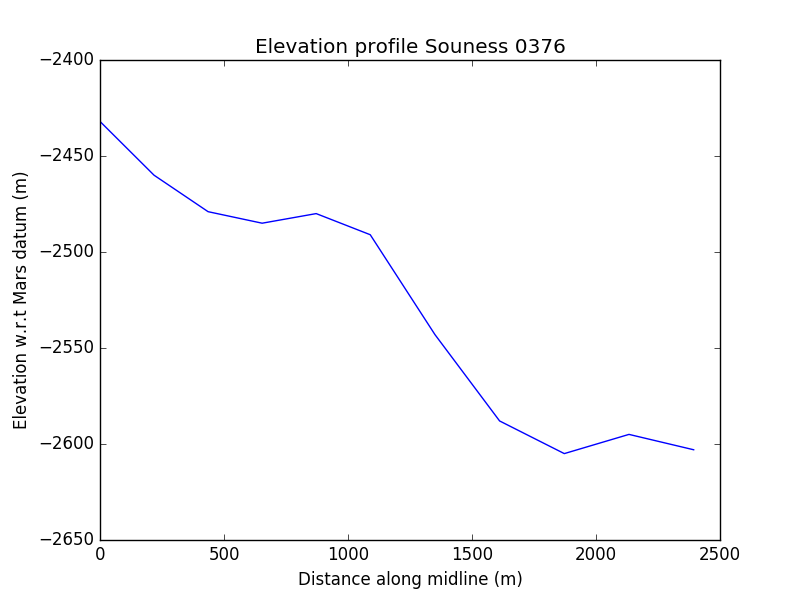 Elevation profile Souness 0376
−2400
−2450
−2500
−2550
−2600
−2650
Elevation w.r.t Mars datum (m)
0 500 1000 1500 2000 2500
Distance along midline (m)